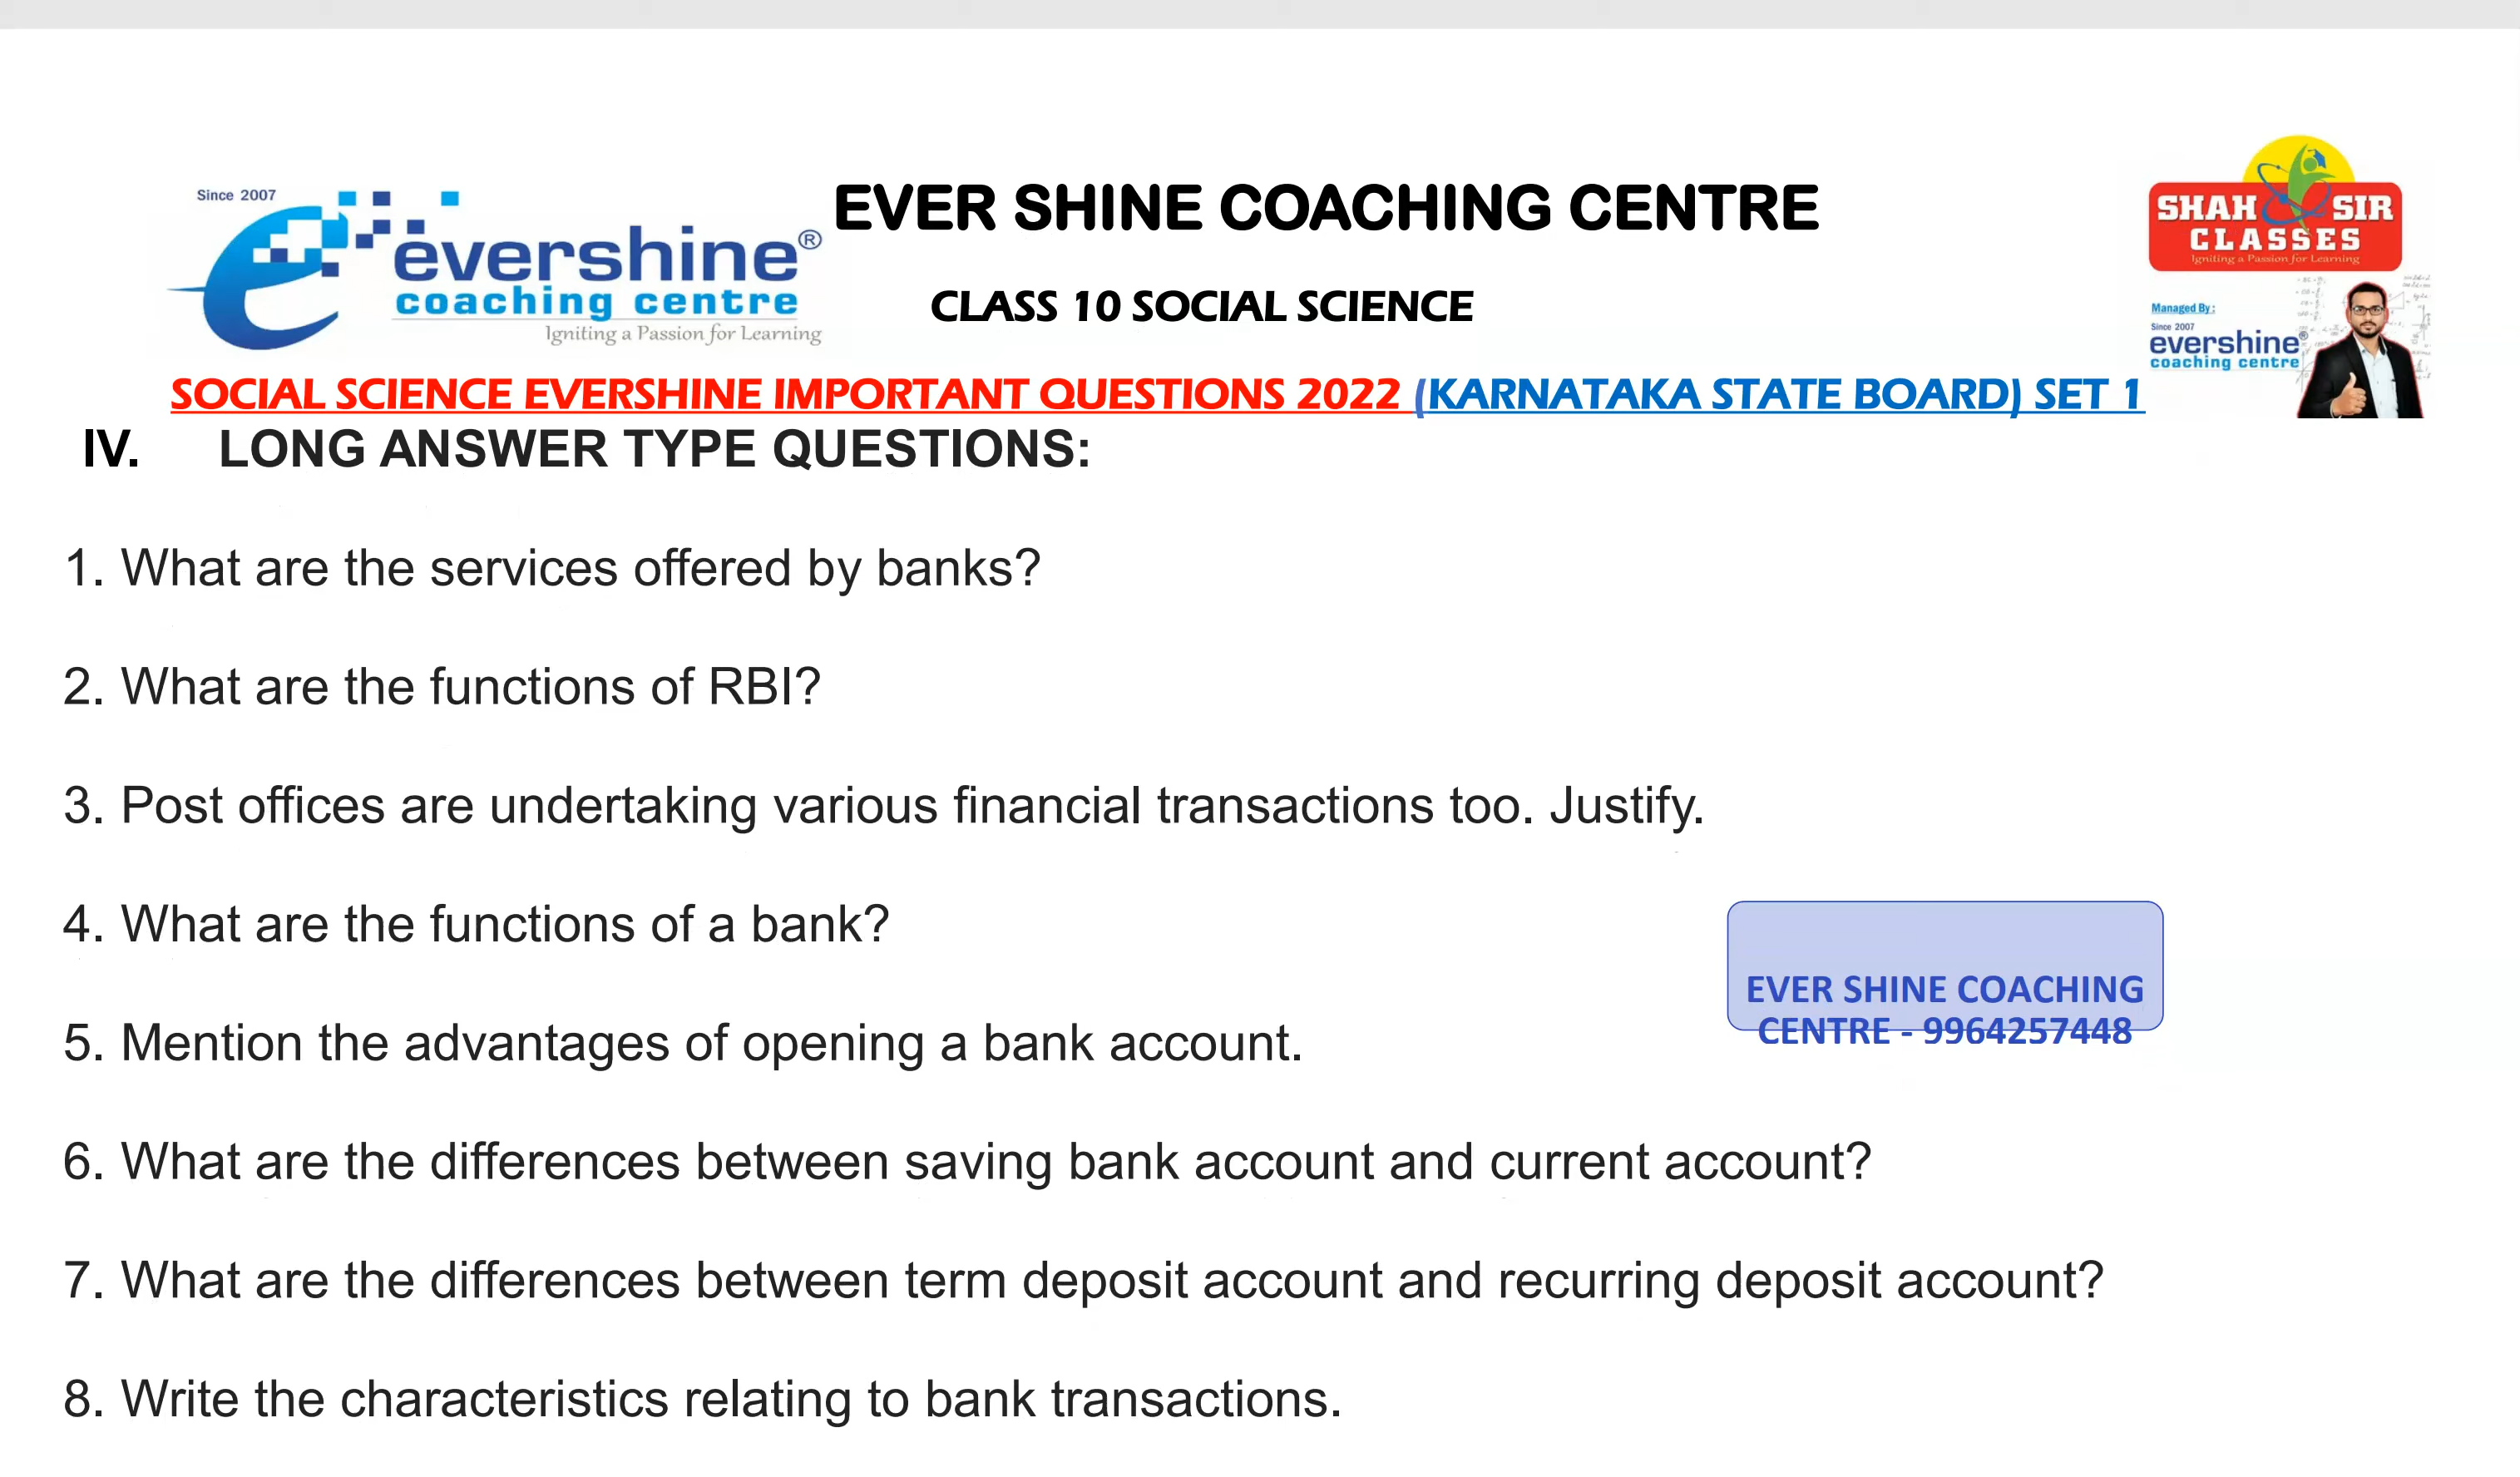 Since 2007
evershine®
coaching centre
Igniting a Passion for Learning
EVER SHINE COACHING CENTRE
CLASS 10 SOCIAL SCIENCE
SHAH SIR
CLASSES
Igniting a Passion for Learning
Managed By :
Since 2007
evershine®
coaching centre
SOCIAL SCIENCE EVERSHINE IMPORTANT QUESTIONS 2022 (KARNATAKA STATE BOARD) SET 1
IV. LONG ANSWER TYPE QUESTIONS:
1. What are the services offered by banks?
2. What are the functions of RBI?
3. Post offices are undertaking various financial transactions too. Justify.
4. What are the functions of a bank?
EVER SHINE COACHING
CENTRE - 9964257448
5. Mention the advantages of opening a bank account.
6. What are the differences between saving bank account and current account?
7. What are the differences between term deposit account and recurring deposit account?
8. Write the characteristics relating to bank transactions.